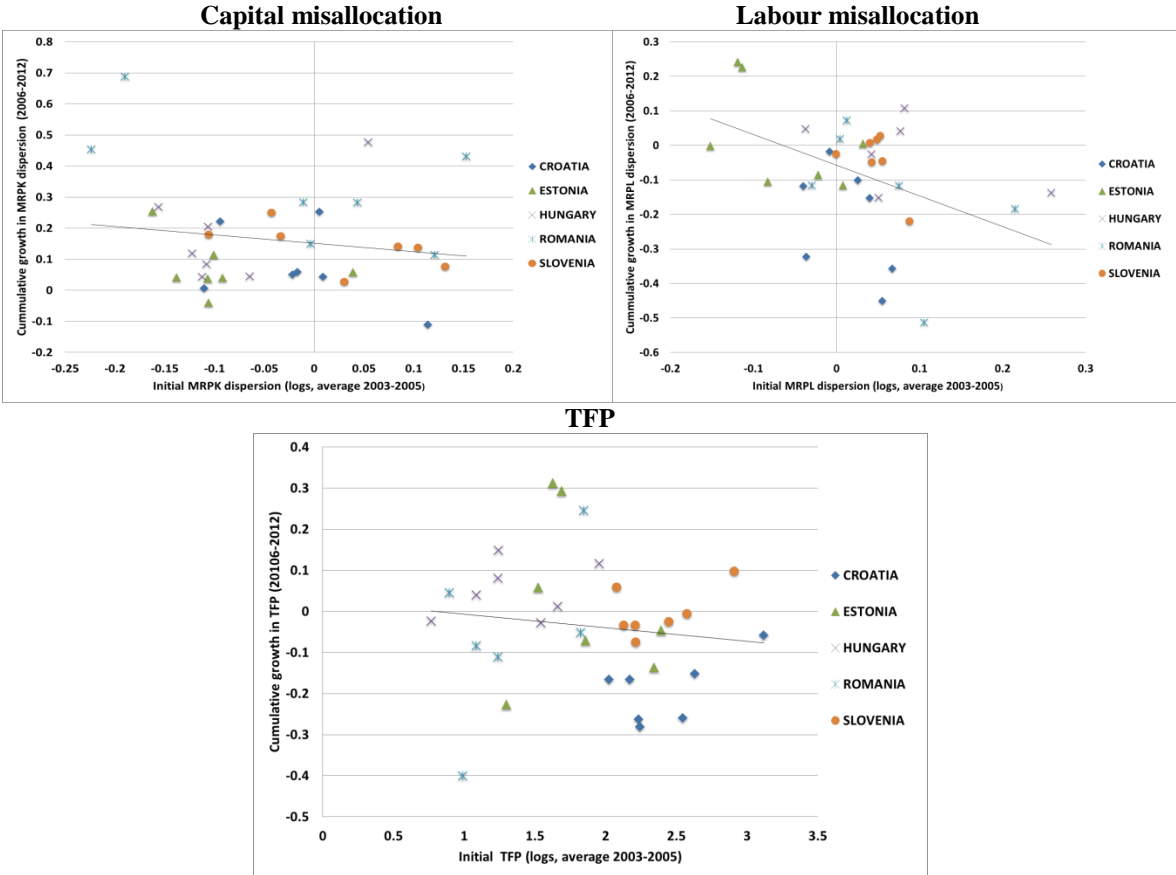 Capital misallocation
Labour misallocation
Cummulative growth in MRPK dispersion (2006-2012)
0.8
0.7
0.6
0.5
0.4
0.3
0.2
0.1
0
-0.1
-0.2
-0.25
-0.2
-0.15
-0.1
-0.05
0
0.05
0.1
0.15
0.2
Initial MRPK dispersion (logs, average 2003-2005)
CROATIA
ESTONIA
HUNGARY
ROMANIA
SLOVENIA
Cummulative growth in MRPL dispersion (2006-2012)
0.3
0.2
0.1
0
-0.1
-0.2
-0.3
-0.4
-0.5
-0.6
-0.2
-0.1
0
0.1
0.2
0.3
Initial MRPL dispersion (logs, average 2003-2005)
CROATIA
ESTONIA
HUNGARY
ROMANIA
SLOVENIA
TFP
Cumulative growth in TFP (20106-2012)
0.4
0.3
0.2
0.1
0
-0.1
-0.2
-0.3
-0.4
-0.5
0
0.5
1
1.5
2
2.5
3
3.5
Initial TFP (logs, average 2003-2005)
CROATIA
ESTONIA
HUNGARY
ROMANIA
SLOVENIA